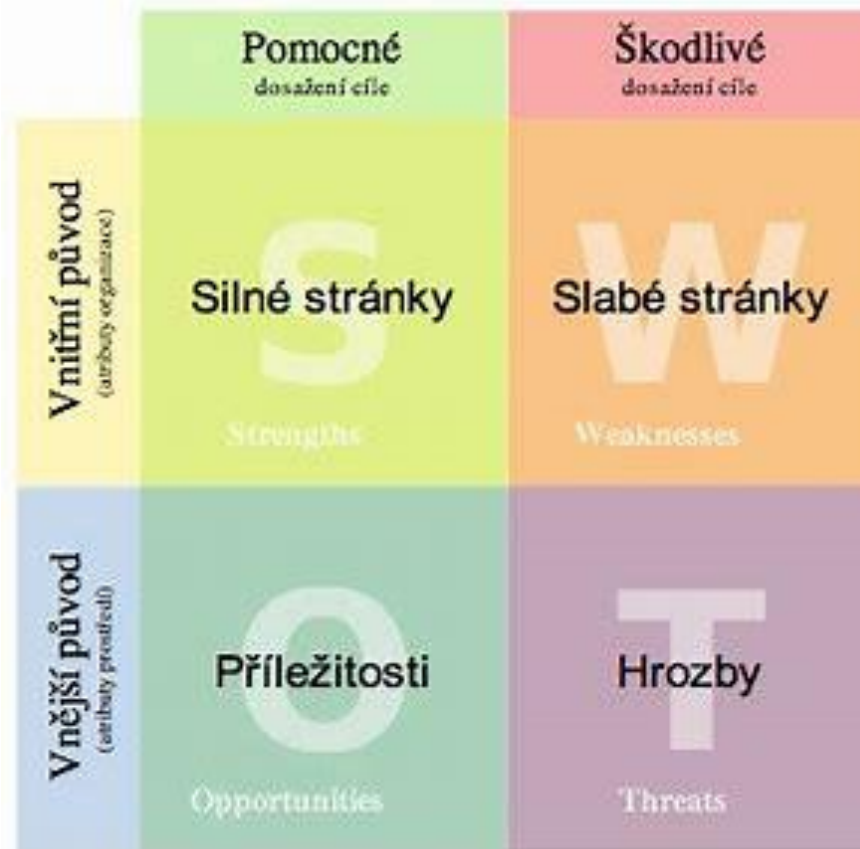 Pomocné
dosažení cíle
Škodlivé
dosažení cíle
Vnitřní původ
(atributy organizace)
S
Silné stránky
Strengths
W
Slabé stránky
Weaknesses
Vnější původ
(atributy prostředí)
O
Příležitosti
Opportunities
T
Hrozby
Threats